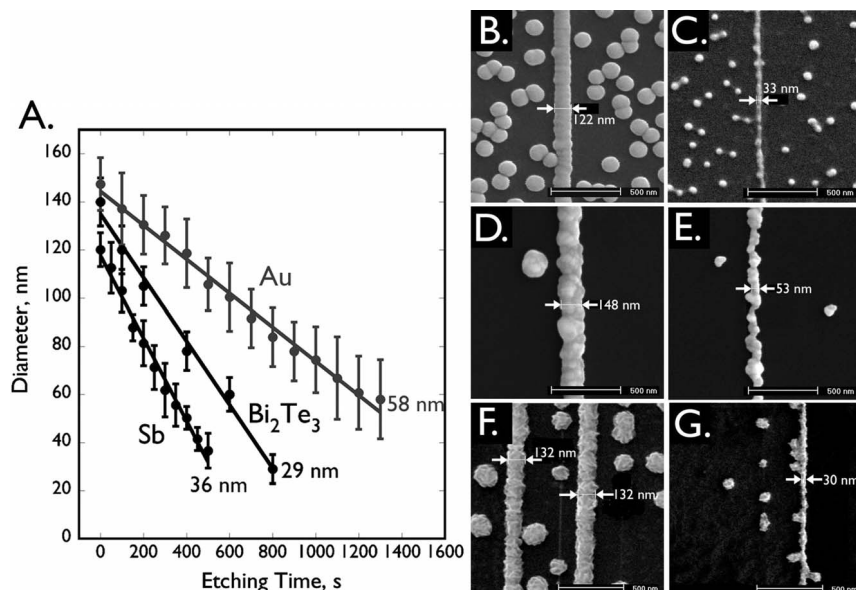 A.
160
140
120
100
80
60
40
20
0
Diameter, nm
0 200 400 600 800 1000 1200 1400 1600
Etching Time, s
Au
Bi2Te3
Sb
58 nm
29 nm
36 nm
B.
122 nm
500 nm
C.
33 nm
500 nm
D.
148 nm
500 nm
E.
53 nm
500 nm
F.
132 nm
132 nm
500 nm
G.
30 nm
500 nm